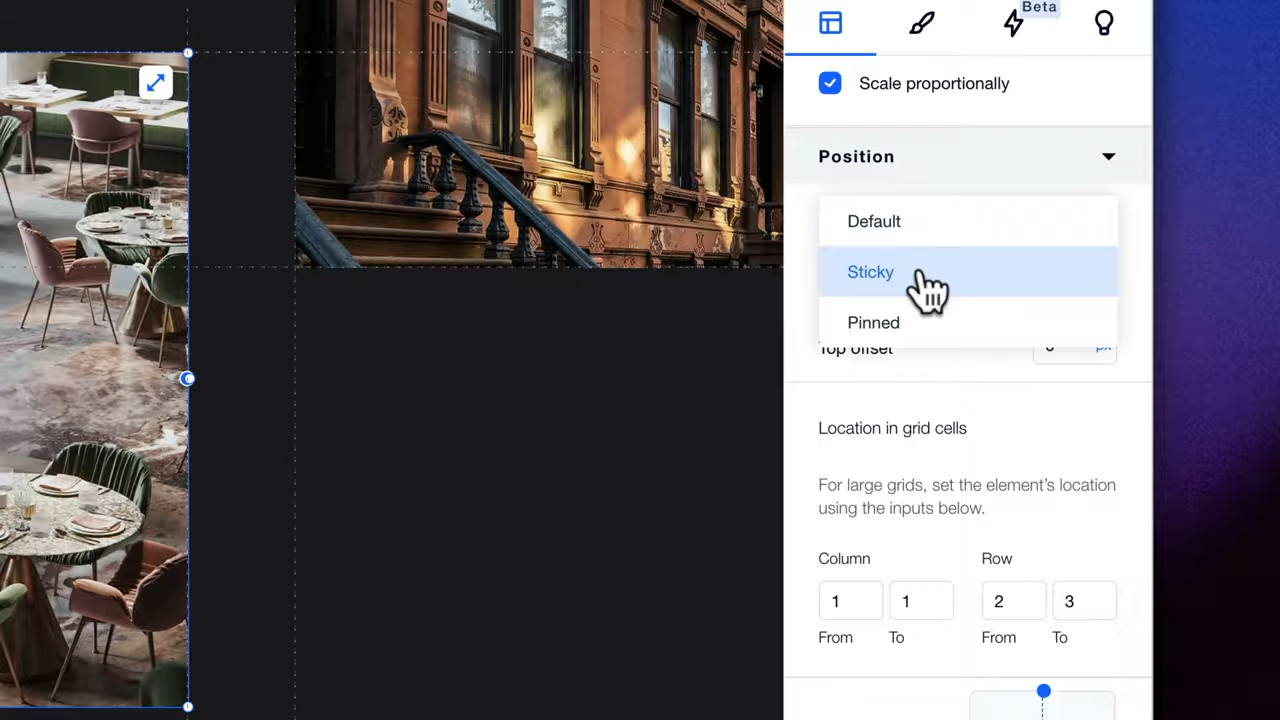 Beta
Scale proportionally
Position
Default
Sticky
Pinned
Top offset
px
Location in grid cells
For large grids, set the element's location
using the inputs below.
Column Row
1 1 2 3
From To From To